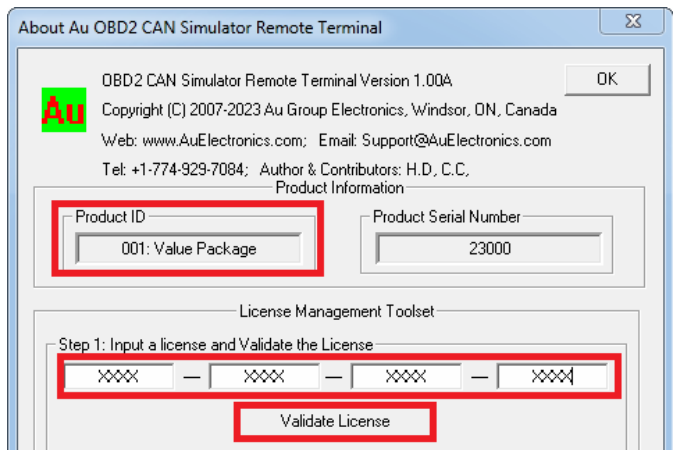 About Au OBD2 CAN Simulator Remote Terminal
OBD2 CAN Simulator Remote Terminal Version 1.00A
OK
Au
Copyright (C) 2007-2023 Au Group Electronics, Windsor, ON, Canada
Web: www.AuElectronics.com; Email: Support@AuElectronics.com
Tel: +1-774-929-7084; Author & Contributors: H.D, C.C,
Product Information
Product ID
Product Serial Number
001: Value Package
23000
License Management Toolset
Step 1: Input a license and Validate the License
XXXX — XXXX — XXXX — XXXX
Validate License